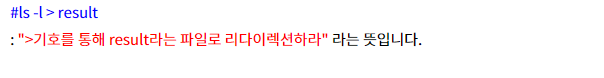 #ls -l > result
: ">기호를 통해 result라는 파일로 리다이렉션하라" 라는 뜻입니다.